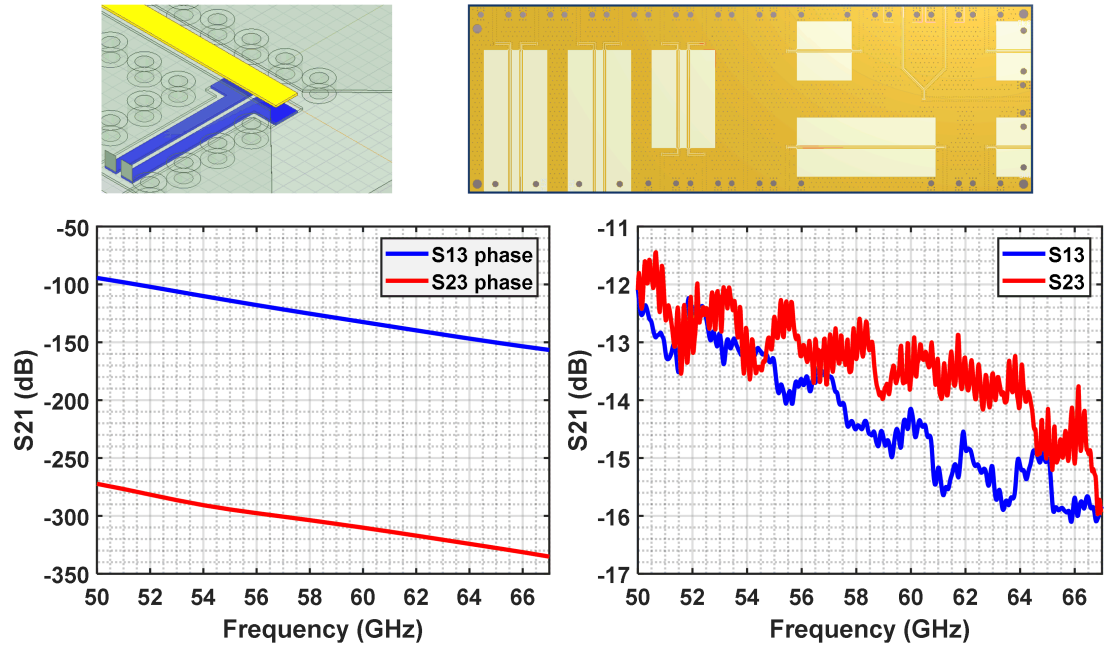 -50
-100
-150
-200
-250
-300
-350
S21 (dB)
S13 phase
S23 phase
50 52 54 56 58 60 62 64 66
Frequency (GHz)
-11
-12
-13
-14
-15
-16
-17
S21 (dB)
S13
S23
50 52 54 56 58 60 62 64 66
Frequency (GHz)